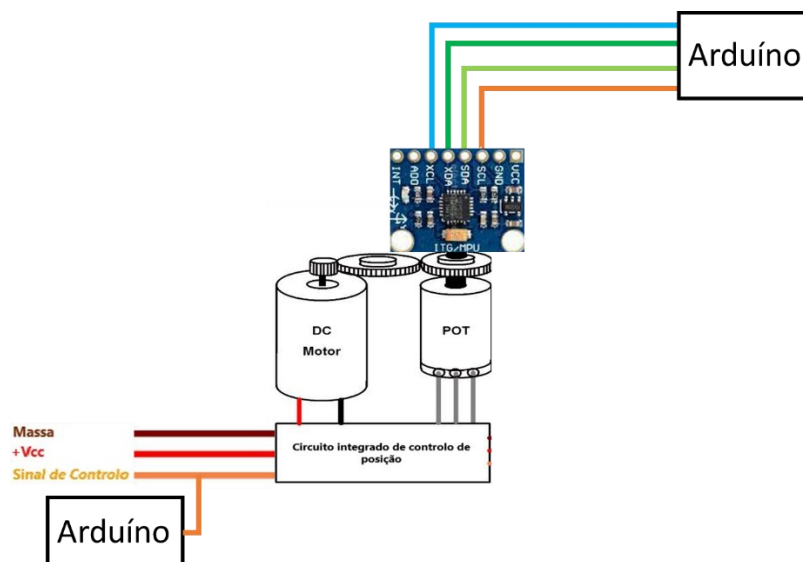 Arduíno
INT
ADO
XCL
XDA
SDA
SCL
GND
VCC
ITG/MPU
DC
Motor
POT
Massa
+Vcc
Sinal de Controlo
Circuito integrado de controlo de
posição
Arduíno